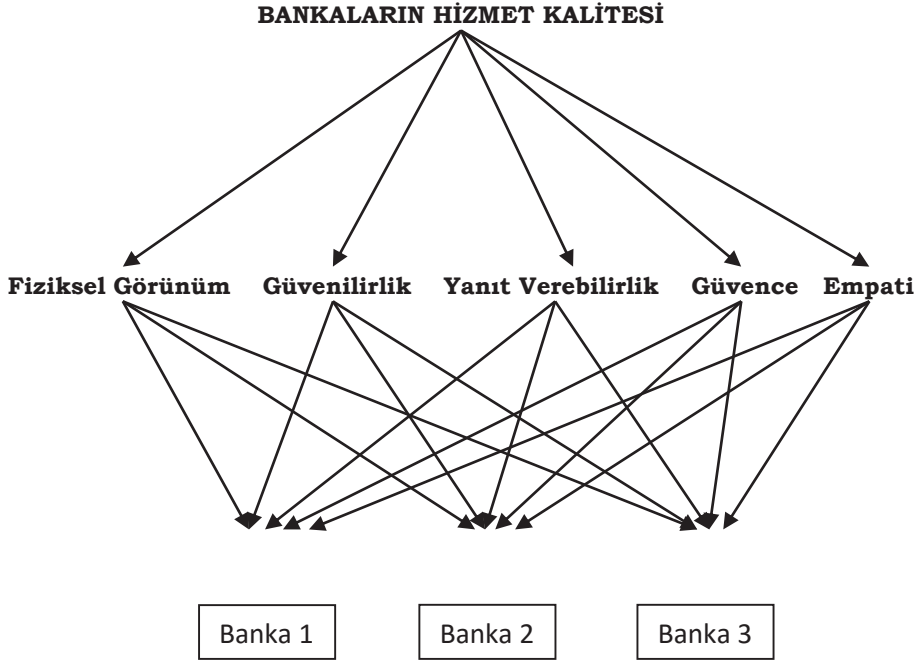 BANKALARIN HİZMET KALİTESİ
Fiziksel Görünüm Güvenilirlik Yanıt Verebilirlik Güvence Empati
Banka 1 Banka 2 Banka 3